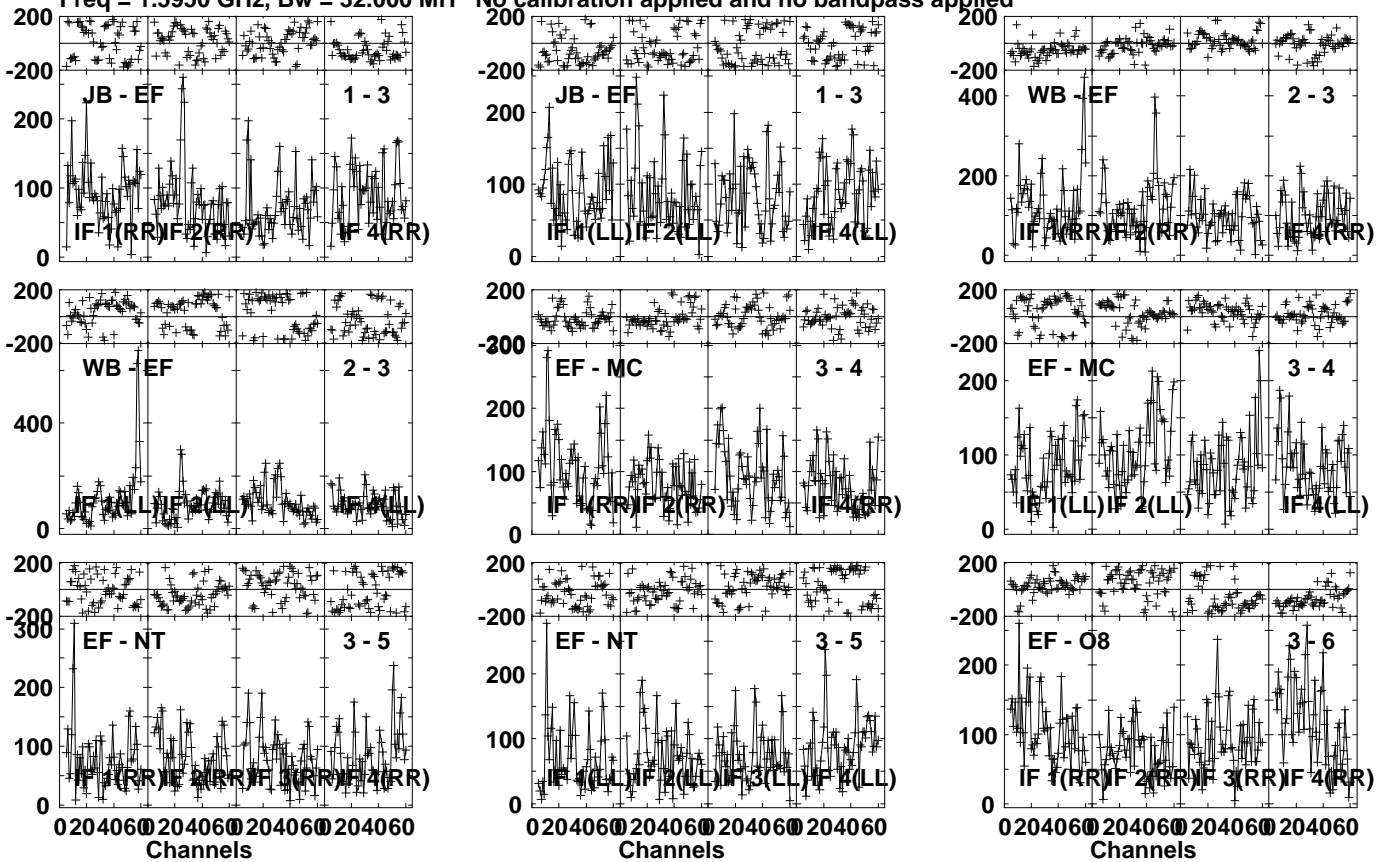 Freq = 1.5950 GHz, Bw = 32.000 MH No calibration applied and no bandpass applied
200
-200
JB - EF 1 - 3
200
100
0
IF 1(RR) IF 2(RR) IF 4(RR)
200
-200
JB - EF 1 - 3
200
100
0
IF 1(LL) IF 2(LL) IF 4(LL)
200
-200
WB - EF 2 - 3
400
200
0
IF 1(RR) IF 2(RR) IF 4(RR)
200
-200
WB - EF 2 - 3
400
200
0
IF 1(LL) IF 2(LL) IF 4(LL)
200
-200
300
EF - MC 3 - 4
200
100
0
IF 1(RR) IF 2(RR) IF 4(RR)
200
-200
EF - MC 3 - 4
200
100
0
IF 1(LL) IF 2(LL) IF 4(LL)
200
-200
300
EF - NT 3 - 5
200
100
0
IF 1(RR) IF 2(RR) IF 3(RR) IF 4(RR)
0 20 40 60 0 20 40 60 0 20 40 60 0 20 40 60
Channels
200
-200
EF - NT 3 - 5
200
100
0
IF 1(LL) IF 2(LL) IF 3(LL) IF 4(LL)
0 20 40 60 0 20 40 60 0 20 40 60 0 20 40 60
Channels
200
-200
EF - O8 3 - 6
200
100
0
IF 1(RR) IF 2(RR) IF 3(RR) IF 4(RR)
0 20 40 60 0 20 40 60 0 20 40 60 0 20 40 60
Channels